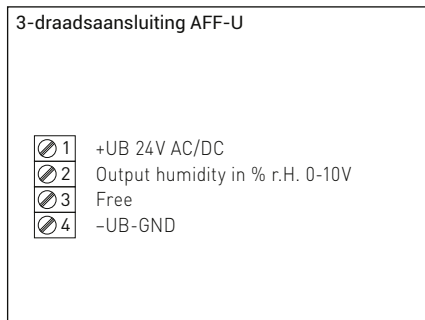 3-draadsaansluiting AFF-U
1 +UB 24V AC/DC
2 Output humidity in % r.H. 0-10V
3 Free
4 –UB-GND